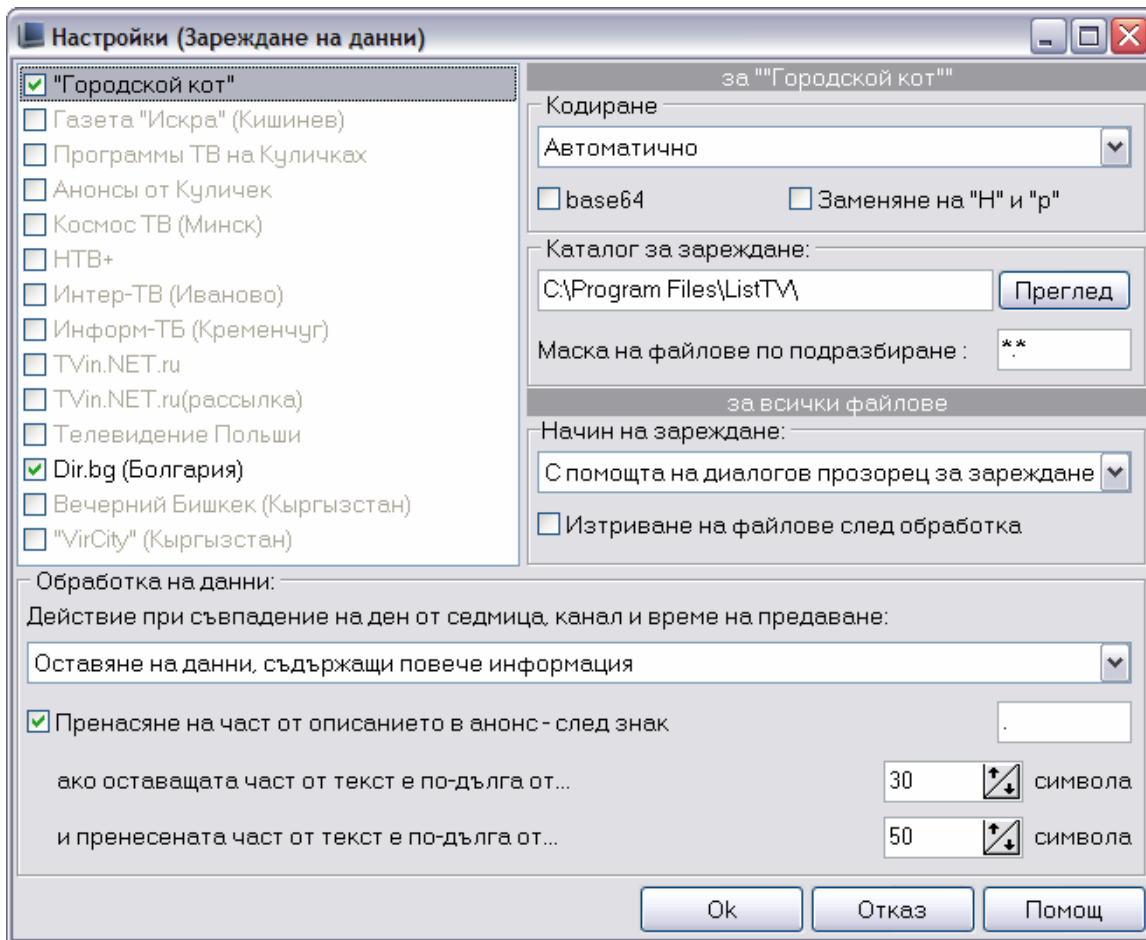 Настройки (Зареждане на данни)
"Городской кот"
Газета "Искра" (Кишинев)
Программы ТВ на Куличках
Анонсы от Куличек
Космос ТВ (Минск)
НТВ+
Интер-ТВ (Иваново)
Информ-ТБ (Кременчуг)
TVin.NET.ru
TVin.NET.ru(рассылка)
Телевидение Польши
Dir.bg (Болгария)
Вечерний Бишкек (Кыргызстан)
"VirCity" (Кыргызстан)
за ""Городской кот""
Кодиране
Автоматично
base64 Заменяне на "Н" и "р"
Каталог за зареждане:
C:\Program Files\ListTV\ Преглед
Маска на файлове по подразбиране : *.*
за всички файлове
Начин на зареждане:
С помощта на диалогов прозорец за зареждане
Изтриване на файлове след обработка
Обработка на данни:
Действие при съвпадение на ден от седмица, канал и време на предаване:
Оставяне на данни, съдържащи повече информация
Пренасяне на част от описанието в анонс - след знак .
ако оставащата част от текст е по-дълга от... 30 символа
и пренесената част от текст е по-дълга от... 50 символа
Ok Отказ Помощ